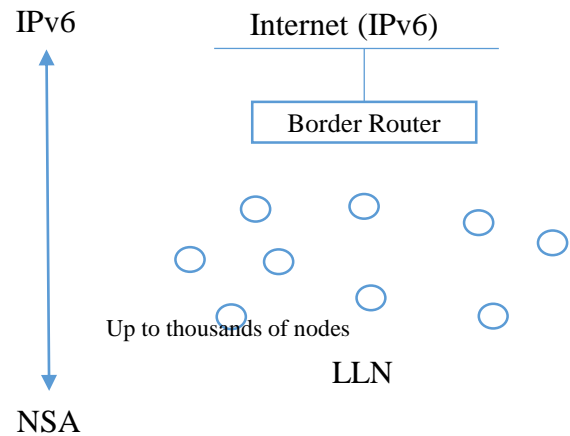 IPv6
Internet (IPv6)
Border Router
Up to thousands of nodes
LLN
NSA